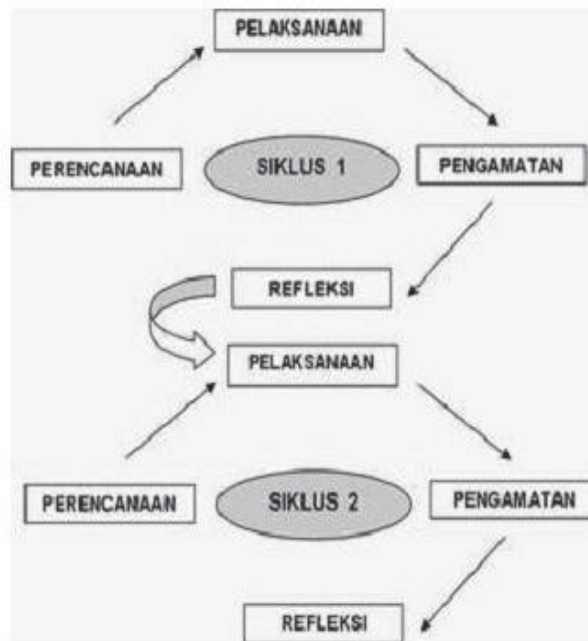 PELAKSANAAN
PERENCANAAN
SIKLUS 1
PENGAMATAN
REFLEKSI
PELAKSANAAN
PERENCANAAN
SIKLUS 2
PENGAMATAN
REFLEKSI